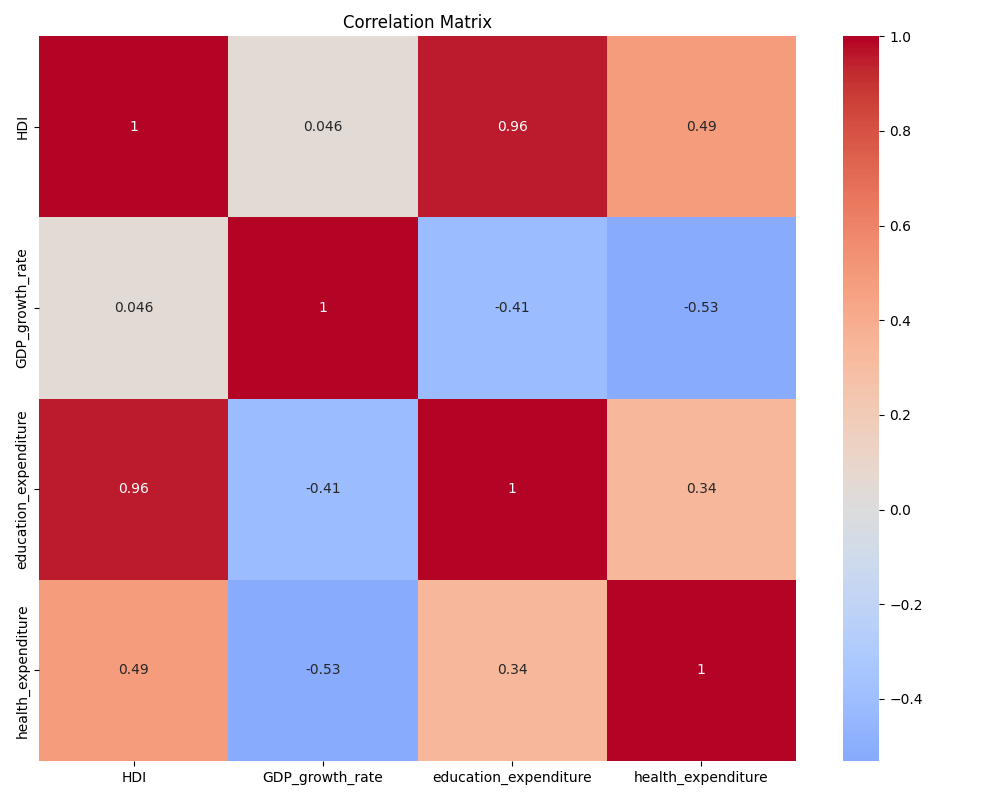 Correlation Matrix
HDI
1
0.046
0.96
0.49
GDP_growth_rate
0.046
1
-0.41
-0.53
education_expenditure
0.96
-0.41
1
0.34
health_expenditure
0.49
-0.53
0.34
1
HDI
GDP_growth_rate
education_expenditure
health_expenditure
1.0
0.8
0.6
0.4
0.2
0.0
−0.2
−0.4